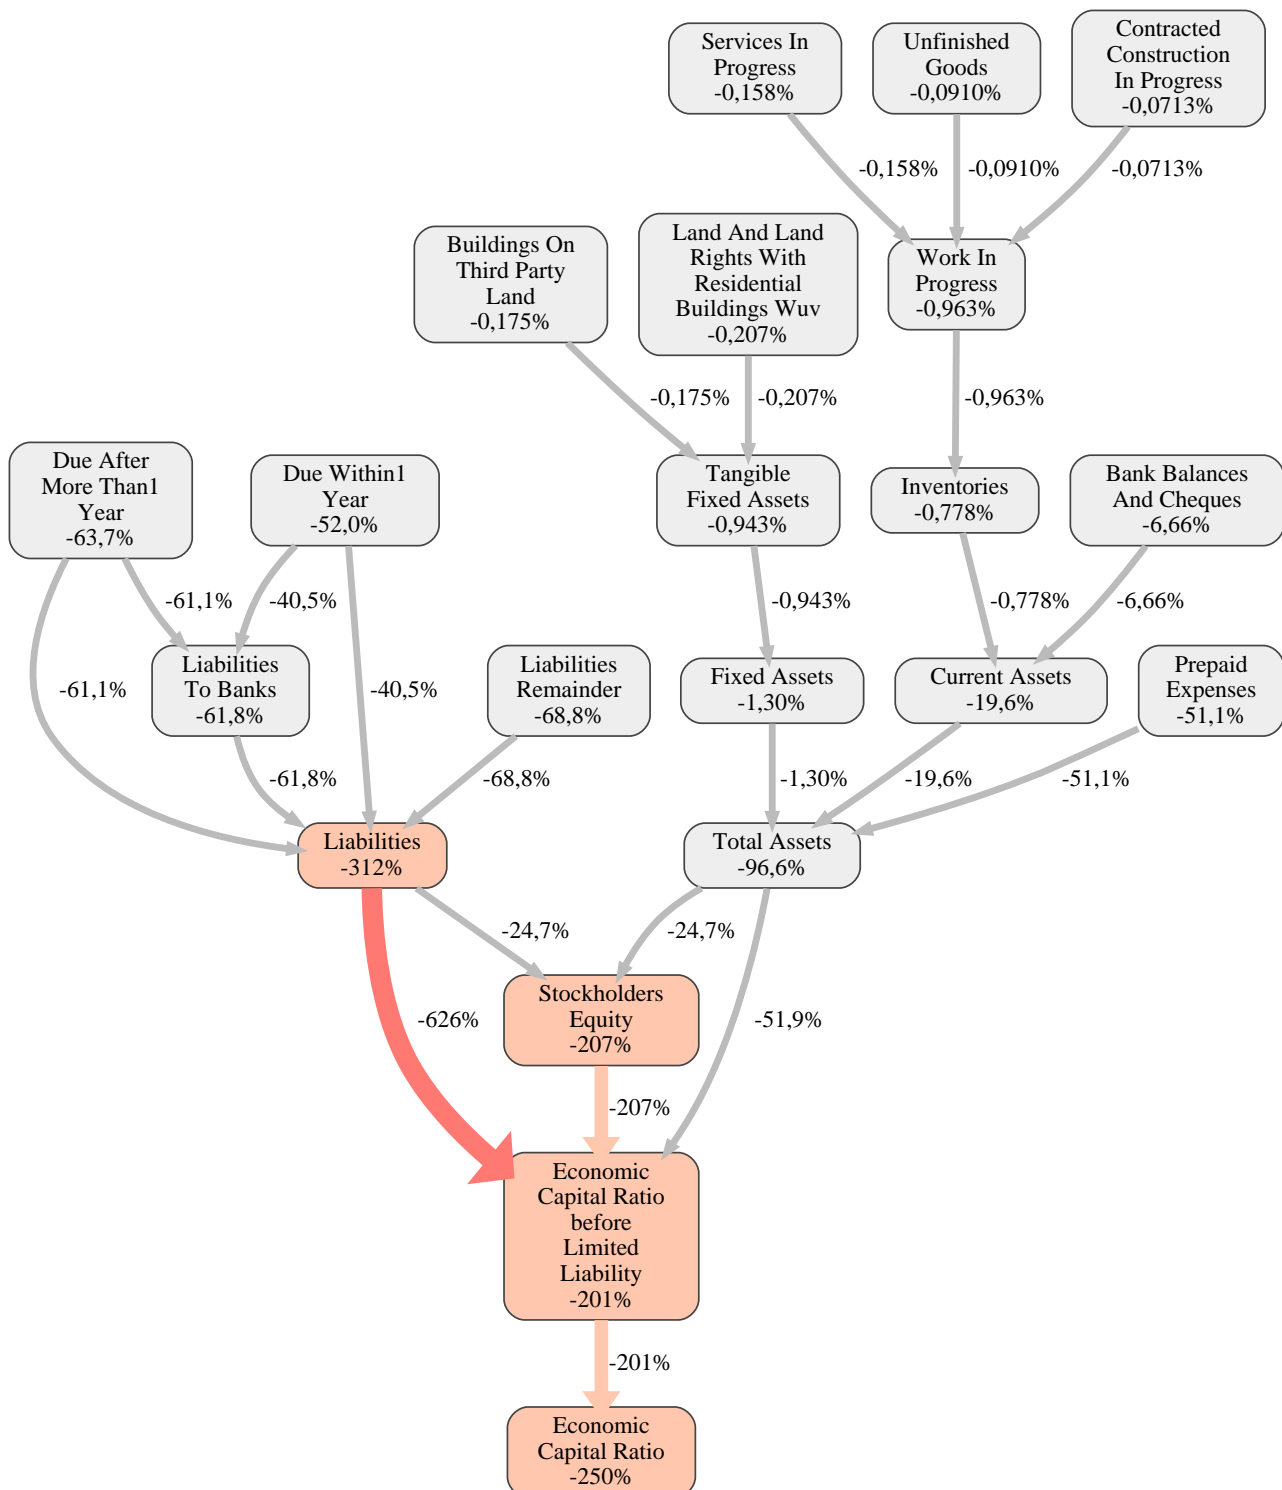 Services In
Progress
-0,158%
Unfinished
Goods
-0,0910%
Contracted
Construction
In Progress
-0,0713%
-0,158%
-0,0910%
-0,0713%
Buildings On
Third Party
Land
-0,175%
Land And Land
Rights With
Residential
Buildings Wuv
-0,207%
Work In
Progress
-0,963%
-0,175%
-0,207%
-0,963%
Due After
More Than1
Year
-63,7%
Due Within1
Year
-52,0%
Tangible
Fixed Assets
-0,943%
Inventories
-0,778%
Bank Balances
And Cheques
-6,66%
-61,1%
-40,5%
-0,943%
-0,778%
-6,66%
-61,1%
Liabilities
To Banks
-61,8%
-40,5%
Liabilities
Remainder
-68,8%
Fixed Assets
-1,30%
Current Assets
-19,6%
Prepaid
Expenses
-51,1%
-61,8%
-68,8%
-1,30%
-19,6%
-51,1%
Liabilities
-312%
Total Assets
-96,6%
-24,7%
-24,7%
-626%
Stockholders
Equity
-207%
-51,9%
-207%
Economic
Capital Ratio
before
Limited
Liability
-201%
-201%
Economic
Capital Ratio
-250%